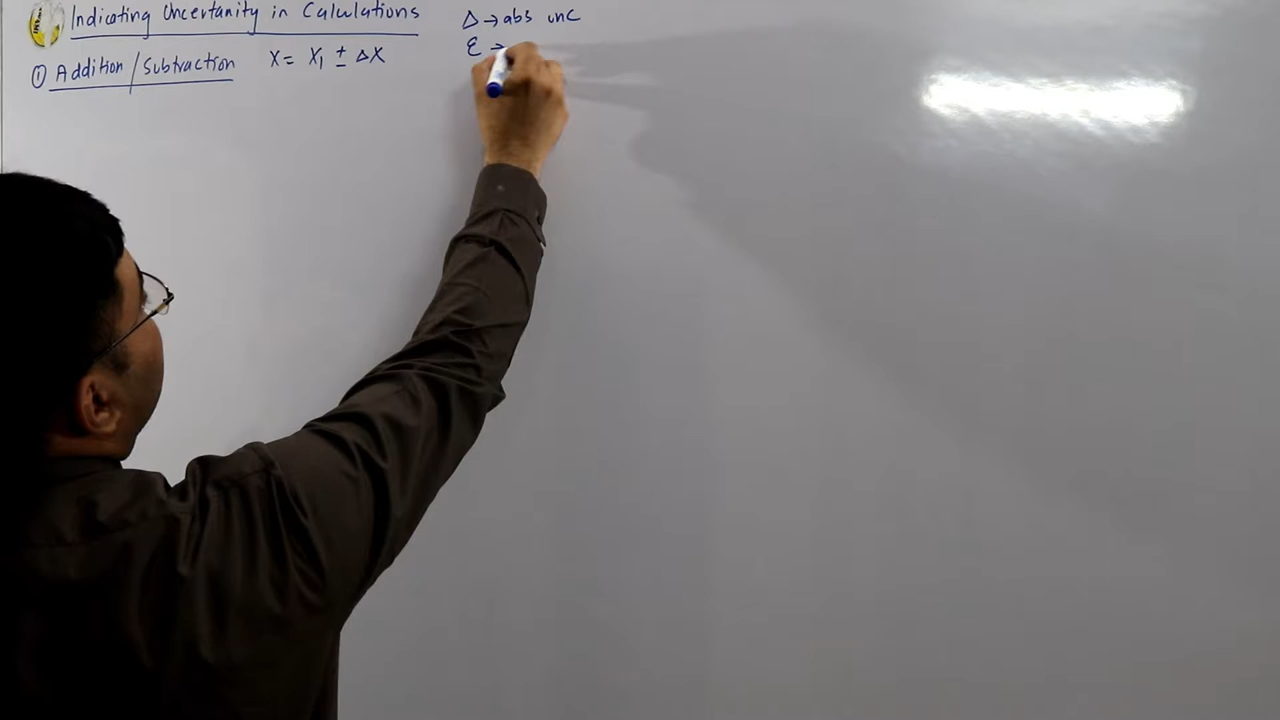 Indicating Uncertanity in Calculations
① Addition / Subtraction X = X₁ ± ΔX
Δ → abs unc
ε →